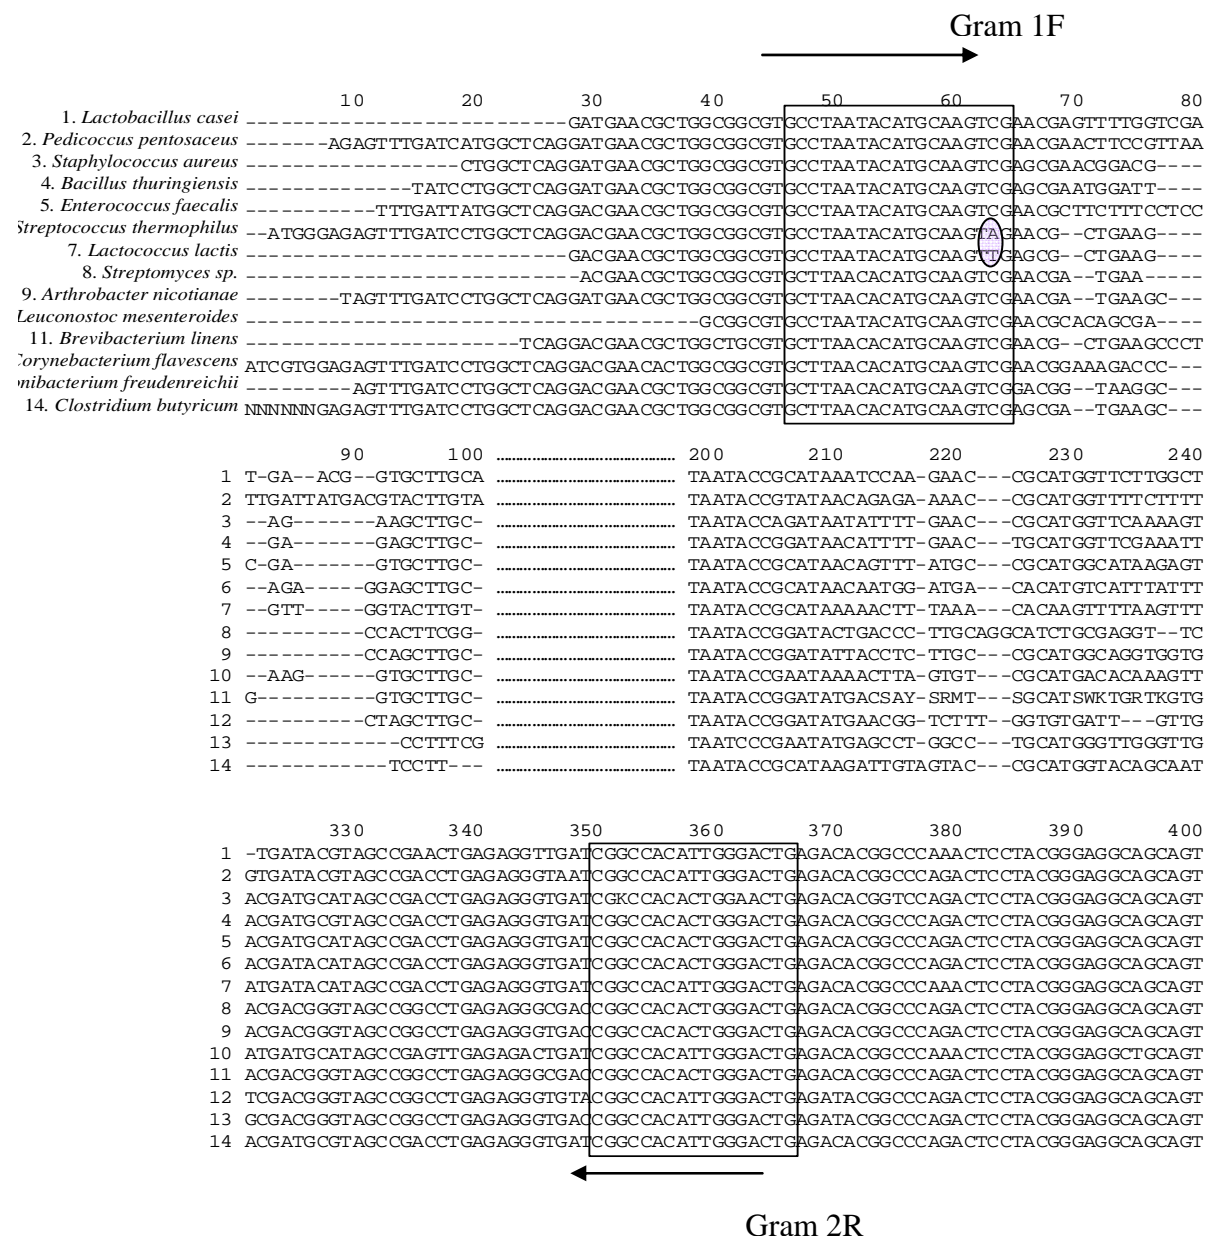 Gram 1F
10 20 30 40 50 60 70 80
1. Lactobacillus casei ---------------------------GATGAACGCTGGCGGCGTGCCTAATACATGCAAGTCGAACGAGTTTTGGTCGA
2. Pedicoccus pentosaceus -------AGAGTTTGATCATGGCTCAGGATGAACGCTGGCGGCGTGCCTAATACATGCAAGTCGAACGAACTTCCGTTAA
3. Staphylococcus aureus ------------------CTGGCTCAGGATGAACGCTGGCGGCGTGCCTAATACATGCAAGTCGAGCGAACGGACG----
4. Bacillus thuringiensis --------------TATCCTGGCTCAGGATGAACGCTGGCGGCGTGCCTAATACATGCAAGTCGAGCGAATGGATT----
5. Enterococcus faecalis -----------TTTGATTATGGCTCAGGACGAACGCTGGCGGCGTGCCTAATACATGCAAGTCGAACGCTTCTTTCCTCC
Streptococcus thermophilus --ATGGGAGAGTTTGATCCTGGCTCAGGACGAACGCTGGCGGCGTGCCTAATACATGCAAGTAGAACG--CTGAAG----
7. Lactococcus lactis ---------------------------GACGAACGCTGGCGGCGTGCCTAATACATGCAAGTTGAGCG--CTGAAG----
8. Streptomyces sp. ----------------------------ACGAACGCTGGCGGCGTGCTTAACACATGCAAGTCGAACGA--TGAA-----
9. Arthrobacter nicotianae --------TAGTTTGATCCTGGCTCAGGATGAACGCTGGCGGCGTGCTTAACACATGCAAGTCGAACGA--TGAAGC---
Leuconostoc mesenteroides --------------------------------------GCGGCGTGCCTAATACATGCAAGTCGAACGCACAGCGA----
11. Brevibacterium linens -----------------------TCAGGACGAACGCTGGCTGCGTGCTTAACACATGCAAGTCGAACG--CTGAAGCCCT
Corynebacterium flavescens ATCGTGGAGAGTTTGATCCTGGCTCAGGACGAACACTGGCGGCGTGCTTAACACATGCAAGTCGAACGGAAAGACCC---
nibacterium freudenreichii ---------AGTTTGATCCTGGCTCAGGACGAACGCTGGCGGCGTGCTTAACACATGCAAGTCGGACGG--TAAGGC---
14. Clostridium butyricum NNNNNNGAGAGTTTGATCCTGGCTCAGGACGAACGCTGGCGGCGTGCTTAACACATGCAAGTCGAGCGA--TGAAGC---
90 100 ........................................ 200 210 220 230 240
1 T-GA--ACG--GTGCTTGCA ........................................ TAATACCGCATAAATCCAA-GAAC---CGCATGGTTCTTGGCT
2 TTGATTATGACGTACTTGTA ........................................ TAATACCGTATAACAGAGA-AAAC---CGCATGGTTTTCTTTT
3 --AG-------AAGCTTGC- ........................................ TAATACCAGATAATATTTT-GAAC---CGCATGGTTCAAAAGT
4 --GA-------GAGCTTGC- ........................................ TAATACCGGATAACATTTT-GAAC---TGCATGGTTCGAAATT
5 C-GA-------GTGCTTGC- ........................................ TAATACCGCATAACAGTTT-ATGC---CGCATGGCATAAGAGT
6 --AGA-----GGAGCTTGC- ........................................ TAATACCGCATAACAATGG-ATGA---CACATGTCATTTATTT
7 --GTT-----GGTACTTGT- ........................................ TAATACCGCATAAAAACTT-TAAA---CACAAGTTTTAAGTTT
8 ----------CCACTTCGG- ........................................ TAATACCGGATACTGACCC-TTGCAGGCATCTGCGAGGT--TC
9 ----------CCAGCTTGC- ........................................ TAATACCGGATATTACCTC-TTGC---CGCATGGCAGGTGGTG
10 --AAG------GTGCTTGC- ........................................ TAATACCGAATAAAACTTA-GTGT---CGCATGACACAAAGTT
11 G----------GTGCTTGC- ........................................ TAATACCGGATATGACSAY-SRMT---SGCATSWKTGRTKGTG
12 ----------CTAGCTTGC- ........................................ TAATACCGGATATGAACGG-TCTTT-GGTGTGATT---GTTG
13 -------------CCTTTCG ........................................ TAATCCCGAATATGAGCCT-GGCC---TGCATGGGTTGGGTTG
14 ------------TCCTT--- ........................................ TAATACCGCATAAGATTGTAGTAC---CGCATGGTACAGCAAT
330 340 350 360 370 380 390 400
1 -TGATACGTAGCCGAACTGAGAGGTTGATCGGCCACATTGGGACTGAGACACGGCCCAAACTCCTACGGGAGGCAGCAGT
2 GTGATACGTAGCCGACCTGAGAGGGTAATCGGCCACATTGGGACTGAGACACGGCCCAGACTCCTACGGGAGGCAGCAGT
3 ACGATGCATAGCCGACCTGAGAGGGTGATCGKCCACACTGGAACTGAGACACGGTCCAGACTCCTACGGGAGGCAGCAGT
4 ACGATGCGTAGCCGACCTGAGAGGGTGATCGGCCACACTGGGACTGAGACACGGCCCAGACTCCTACGGGAGGCAGCAGT
5 ACGATGCATAGCCGACCTGAGAGGGTGATCGGCCACACTGGGACTGAGACACGGCCCAGACTCCTACGGGAGGCAGCAGT
6 ACGATACATAGCCGACCTGAGAGGGTGATCGGCCACACTGGGACTGAGACACGGCCCAGACTCCTACGGGAGGCAGCAGT
7 ATGATACATAGCCGACCTGAGAGGGTGATCGGCCACATTGGGACTGAGACACGGCCCAAACTCCTACGGGAGGCAGCAGT
8 ACGACGGGTAGCCGGCCTGAGAGGGCGACCGGCCACACTGGGACTGAGACACGGCCCAGACTCCTACGGGAGGCAGCAGT
9 ACGACGGGTAGCCGGCCTGAGAGGGTGACCGGCCACACTGGGACTGAGACACGGCCCAGACTCCTACGGGAGGCAGCAGT
10 ATGATGCATAGCCGAGTTGAGAGACTGATCGGCCACATTGGGACTGAGACACGGCCCAAACTCCTACGGGAGGCTGCAGT
11 ACGACGGGTAGCCGGCCTGAGAGGGCGACCGGCCACACTGGGACTGAGACACGGCCCAGACTCCTACGGGAGGCAGCAGT
12 TCGACGGGTAGCCGGCCTGAGAGGGTGTACGGCCACATTGGGACTGAGATACGGCCCAGACTCCTACGGGAGGCAGCAGT
13 GCGACGGGTAGCCGGCCTGAGAGGGTGACCGGCCACATTGGGACTGAGATACGGCCCAGACTCCTACGGGAGGCAGCAGT
14 ACGATGCGTAGCCGACCTGAGAGGGTGATCGGCCACATTGGGACTGAGACACGGCCCAGACTCCTACGGGAGGCAGCAGT
Gram 2R